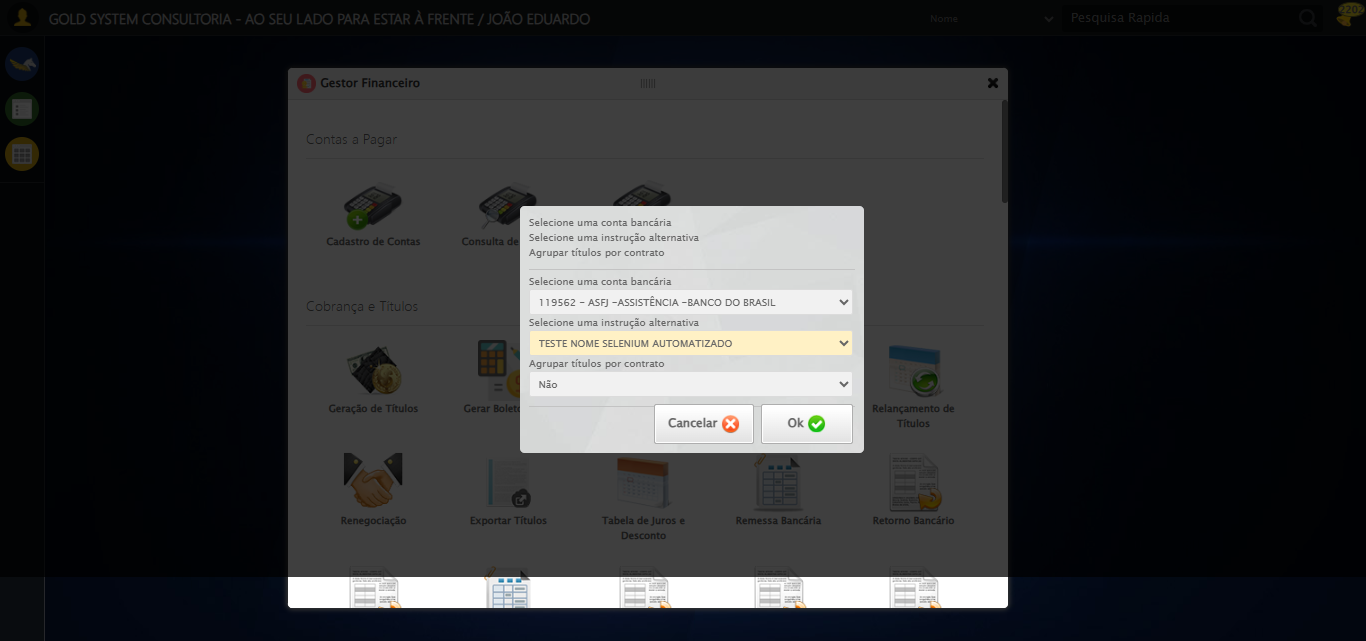 GOLD SYSTEM CONSULTORIA - AO SEU LADO PARA ESTAR À FRENTE / JOÃO EDUARDO
Nome
Pesquisa Rapida
Gestor Financeiro
Contas a Pagar
Cadastro de Contas
Consulta de
Selecione uma conta bancária
Selecione uma instrução alternativa
Agrupar títulos por contrato
Selecione uma conta bancária
119562 - ASFJ -ASSISTÊNCIA -BANCO DO BRASIL
Selecione uma instrução alternativa
TESTE NOME SELENIUM AUTOMATIZADO
Agrupar títulos por contrato
Não
Cancelar
Ok
Cobrança e Titulos
Geração de Títulos
Gerar Bolet
Relançamento de
Títulos
Renegociação
Exportar Titulos
Tabela de Juros e
Desconto
Remessa Bancária
Retorno Bancário